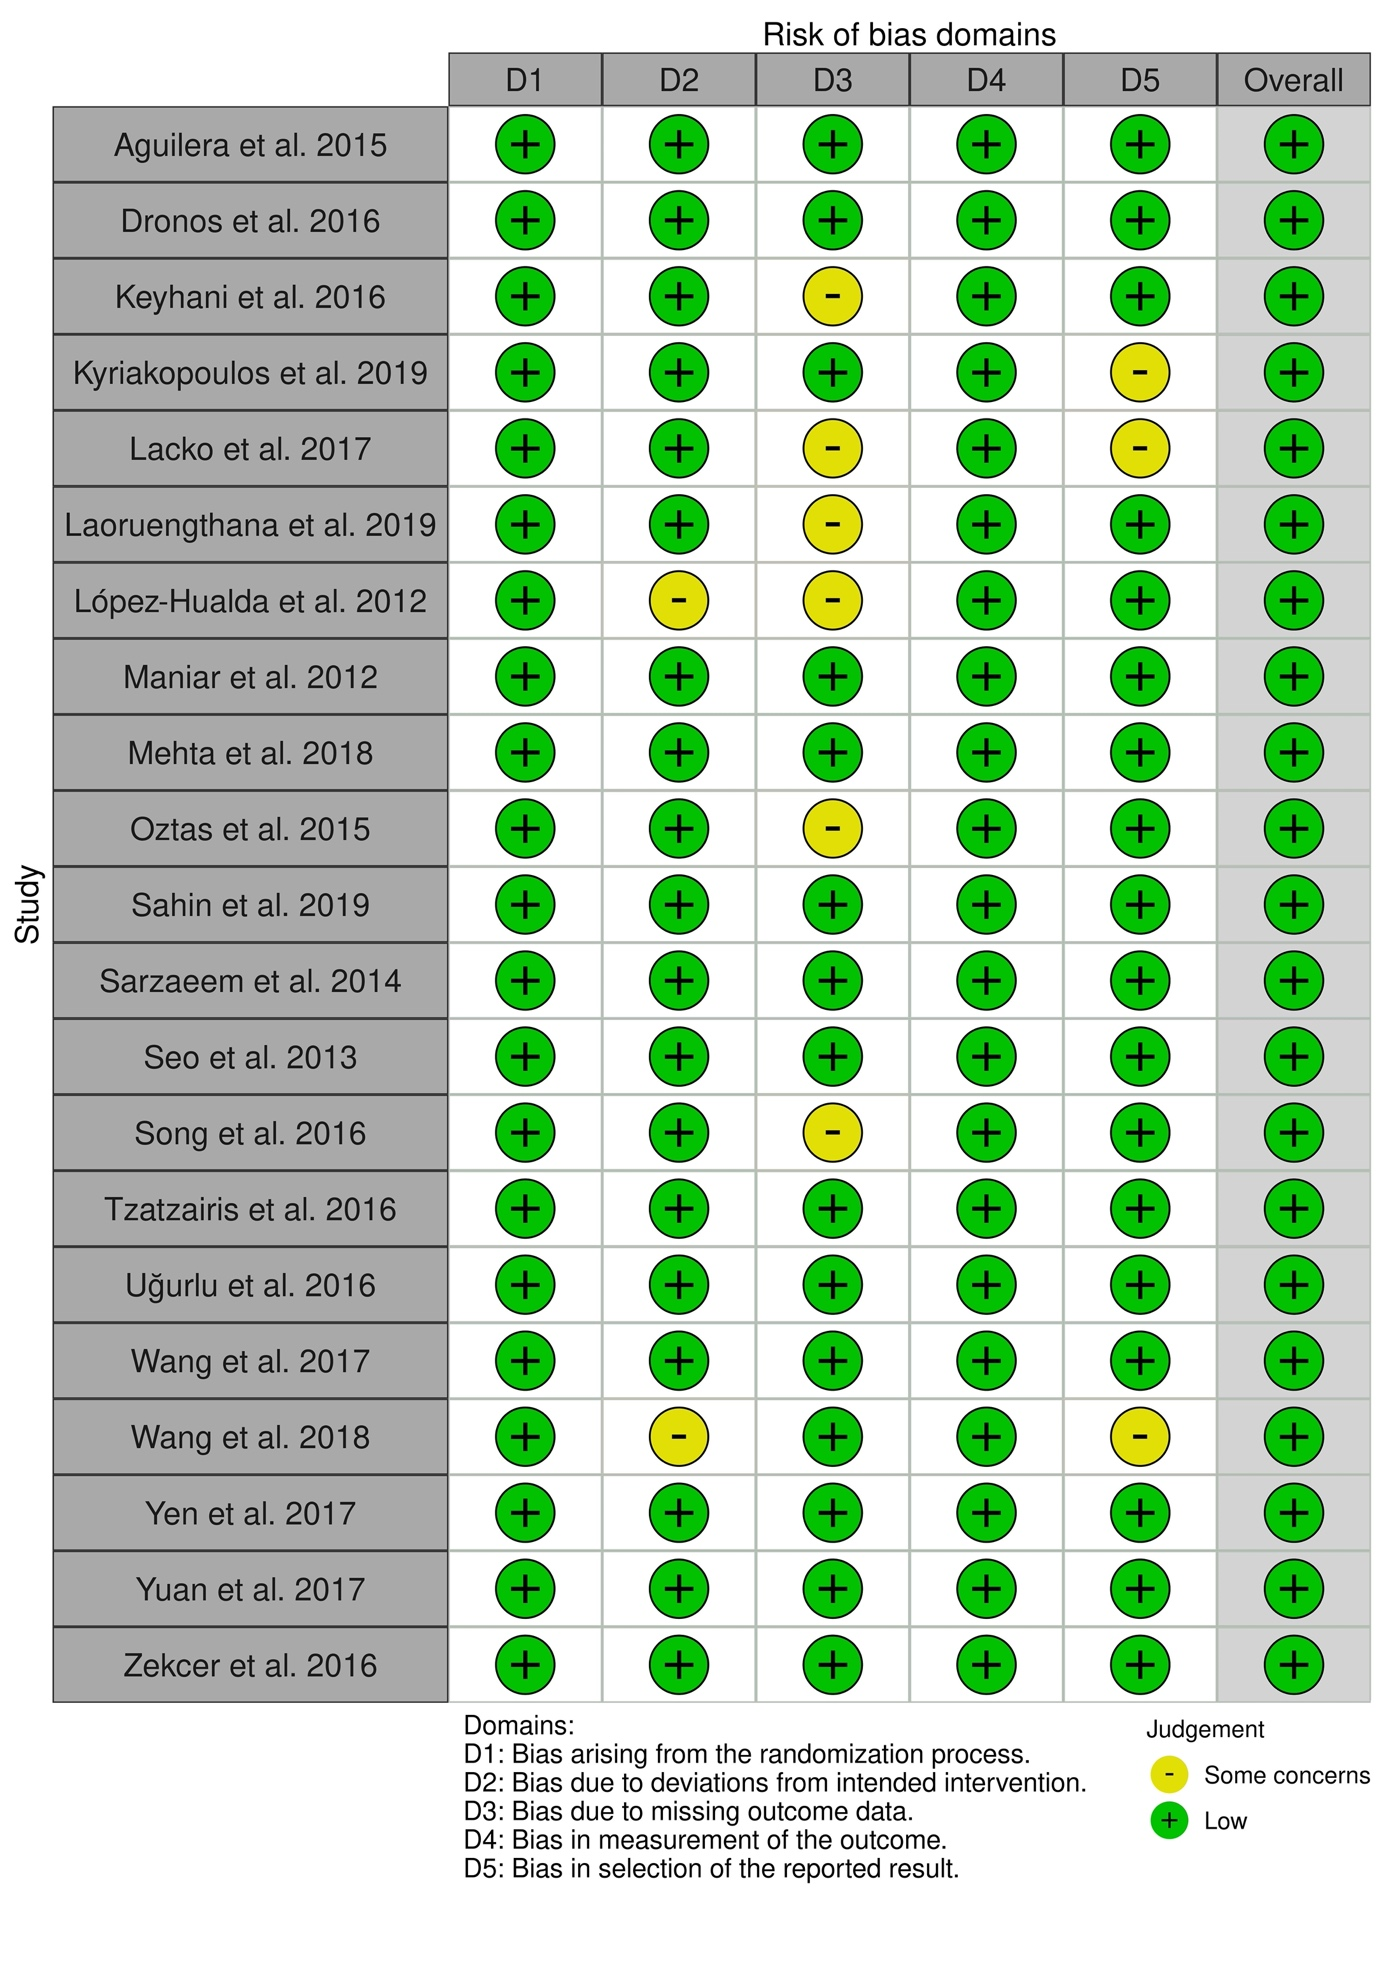 Risk of bias domains
D1 D2 D3 D4 D5 Overall
Study
Aguilera et al. 2015 + + + + + +
Dronos et al. 2016 + + + + + +
Keyhani et al. 2016 + + - + + +
Kyriakopoulos et al. 2019 + + + + - +
Lacko et al. 2017 + + - + - +
Laoruengthana et al. 2019 + + - + + +
López-Hualda et al. 2012 + - - + + +
Maniar et al. 2012 + + + + + +
Mehta et al. 2018 + + + + + +
Oztas et al. 2015 + + - + + +
Sahin et al. 2019 + + + + + +
Sarzaeem et al. 2014 + + + + + +
Seo et al. 2013 + + + + + +
Song et al. 2016 + + - + + +
Tzatzairis et al. 2016 + + + + + +
Uğurlu et al. 2016 + + + + + +
Wang et al. 2017 + + + + + +
Wang et al. 2018 + - + + - +
Yen et al. 2017 + + + + + +
Yuan et al. 2017 + + + + + +
Zekcer et al. 2016 + + + + + +
Domains:
D1: Bias arising from the randomization process.
D2: Bias due to deviations from intended intervention.
D3: Bias due to missing outcome data.
D4: Bias in measurement of the outcome.
D5: Bias in selection of the reported result.
Judgement
- Some concerns
+ Low